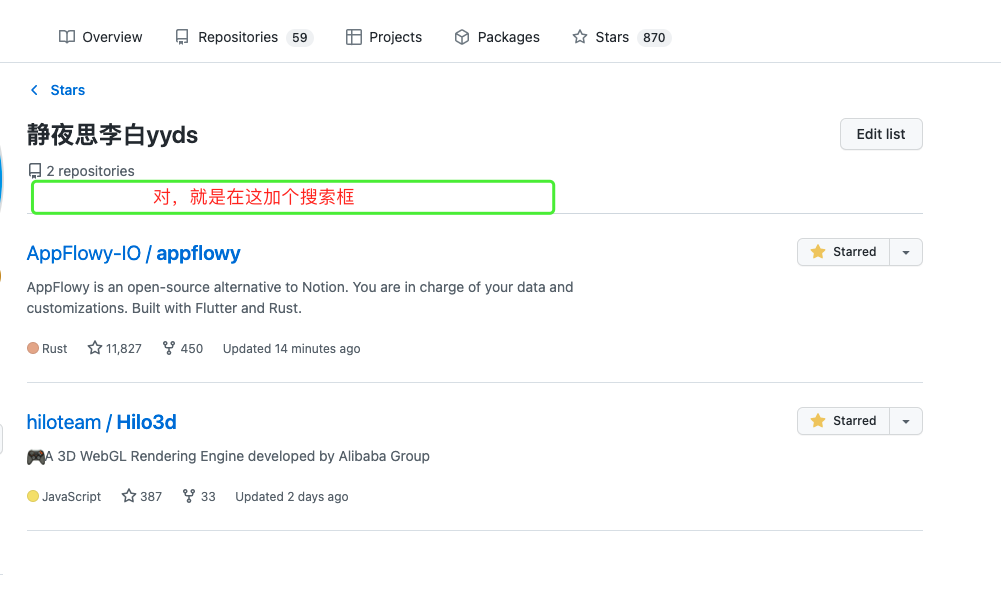 Overview Repositories 59 Projects Packages Stars 870
Stars
静夜思李白yyds
Edit list
2 repositories
对，就是在这加个搜索框
AppFlowy-IO / appflowy
Starred
AppFlowy is an open-source alternative to Notion. You are in charge of your data and
customizations. Built with Flutter and Rust.
Rust 11,827 450 Updated 14 minutes ago
hiloteam / Hilo3d
Starred
A 3D WebGL Rendering Engine developed by Alibaba Group
JavaScript 387 33 Updated 2 days ago